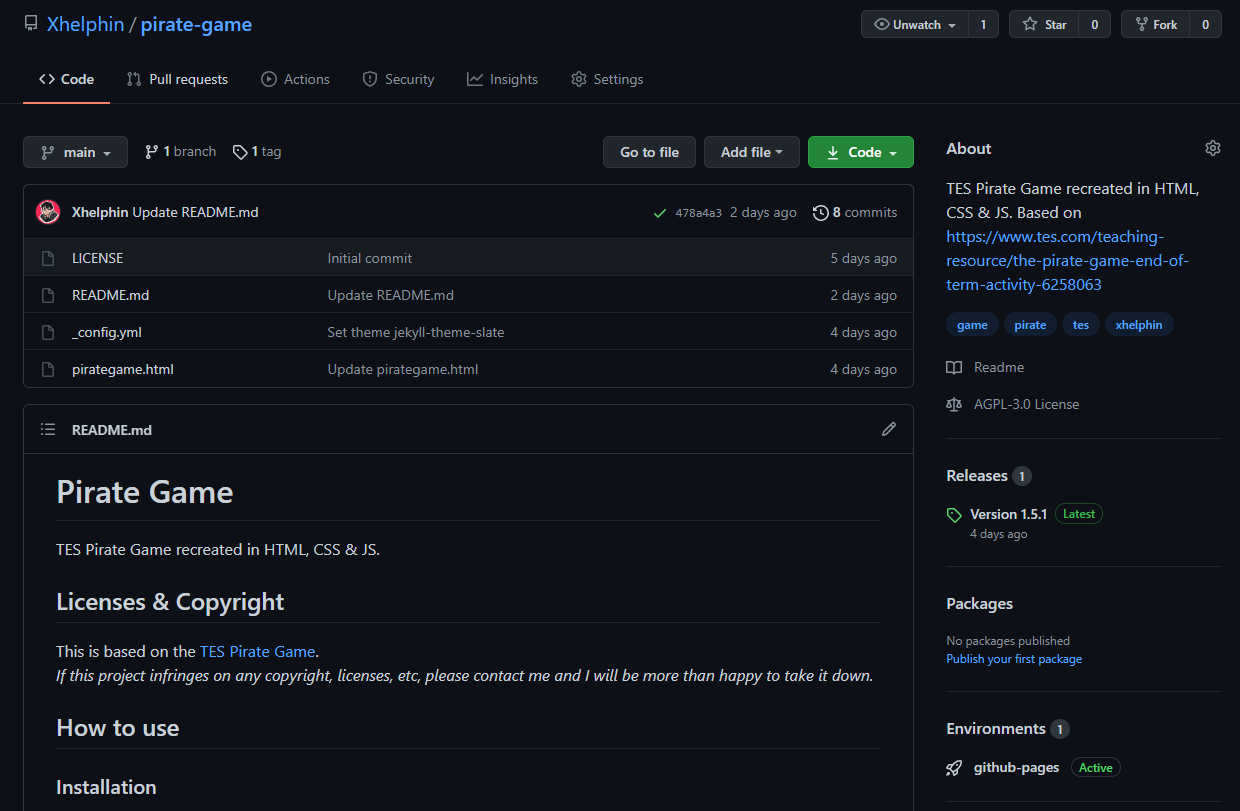 Xhelphin / pirate-game
Unwatch 1
Star 0
Fork 0
Code
Pull requests
Actions
Security
Insights
Settings
main
1 branch
1 tag
Go to file
Add file
Code
Xhelphin Update README.md
478a4a3 2 days ago
8 commits
LICENSE Initial commit 5 days ago
README.md Update README.md 2 days ago
_config.yml Set theme jekyll-theme-slate 4 days ago
pirategame.html Update pirategame.html 4 days ago
README.md
Pirate Game
TES Pirate Game recreated in HTML, CSS & JS.
Licenses & Copyright
This is based on the TES Pirate Game.
If this project infringes on any copyright, licenses, etc, please contact me and I will be more than happy to take it down.
How to use
Installation
About
TES Pirate Game recreated in HTML,
CSS & JS. Based on
https://www.tes.com/teaching-
resource/the-pirate-game-end-of-
term-activity-6258063
game pirate tes xhelphin
Readme
AGPL-3.0 License
Releases 1
Version 1.5.1 Latest
4 days ago
Packages
No packages published
Publish your first package
Environments 1
github-pages Active